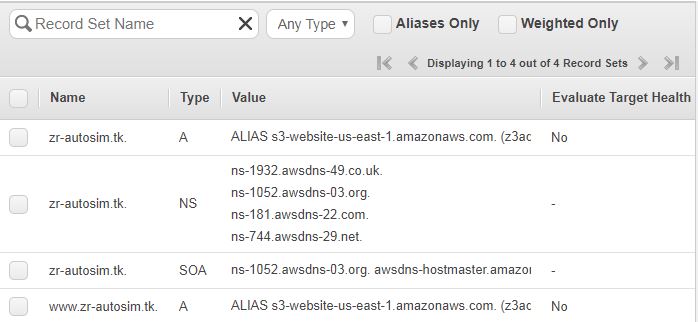 Record Set Name Any Type Aliases Only Weighted Only
Displaying 1 to 4 out of 4 Record Sets
Name Type Value Evaluate Target Health
zr-autosim.tk. A ALIAS s3-website-us-east-1.amazonaws.com. (z3ac No
zr-autosim.tk. NS ns-1932.awsdns-49.co.uk.
ns-1052.awsdns-03.org.
ns-181.awsdns-22.com.
ns-744.awsdns-29.net. -
zr-autosim.tk. SOA ns-1052.awsdns-03.org. awsdns-hostmaster.amazo -
www.zr-autosim.tk. A ALIAS s3-website-us-east-1.amazonaws.com. (z3ac No